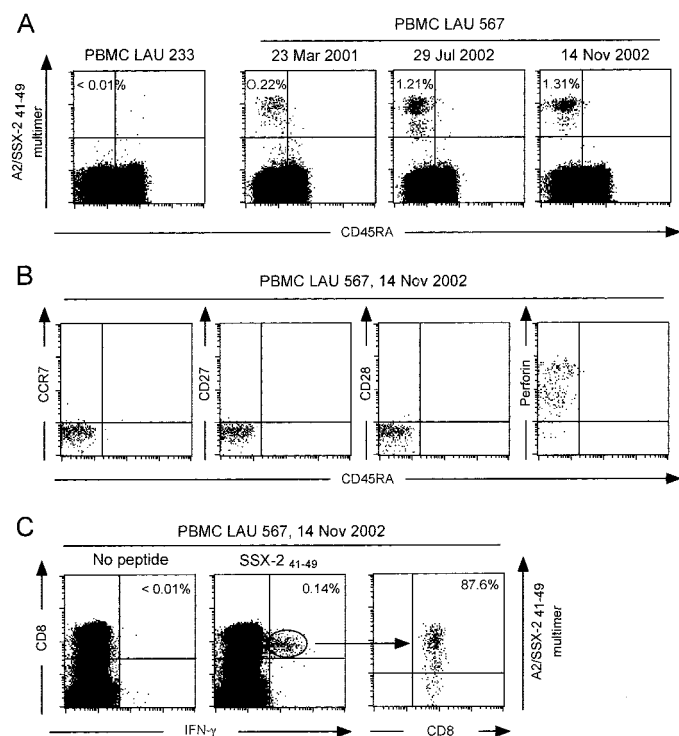 A
PBMC LAU 567
PBMC LAU 233
23 Mar 2001
29 Jul 2002
14 Nov 2002
A2/SSX-2 41-49
multimer
< 0.01%
0.22%
1.21%
1.31%
CD45RA
B
PBMC LAU 567, 14 Nov 2002
CCR7
CD27
CD28
Perforin
CD45RA
C
PBMC LAU 567, 14 Nov 2002
No peptide
SSX-2 41-49
CD8
< 0.01%
0.14%
87.6%
A2/SSX-2 41-49
multimer
IFN-γ
CD8